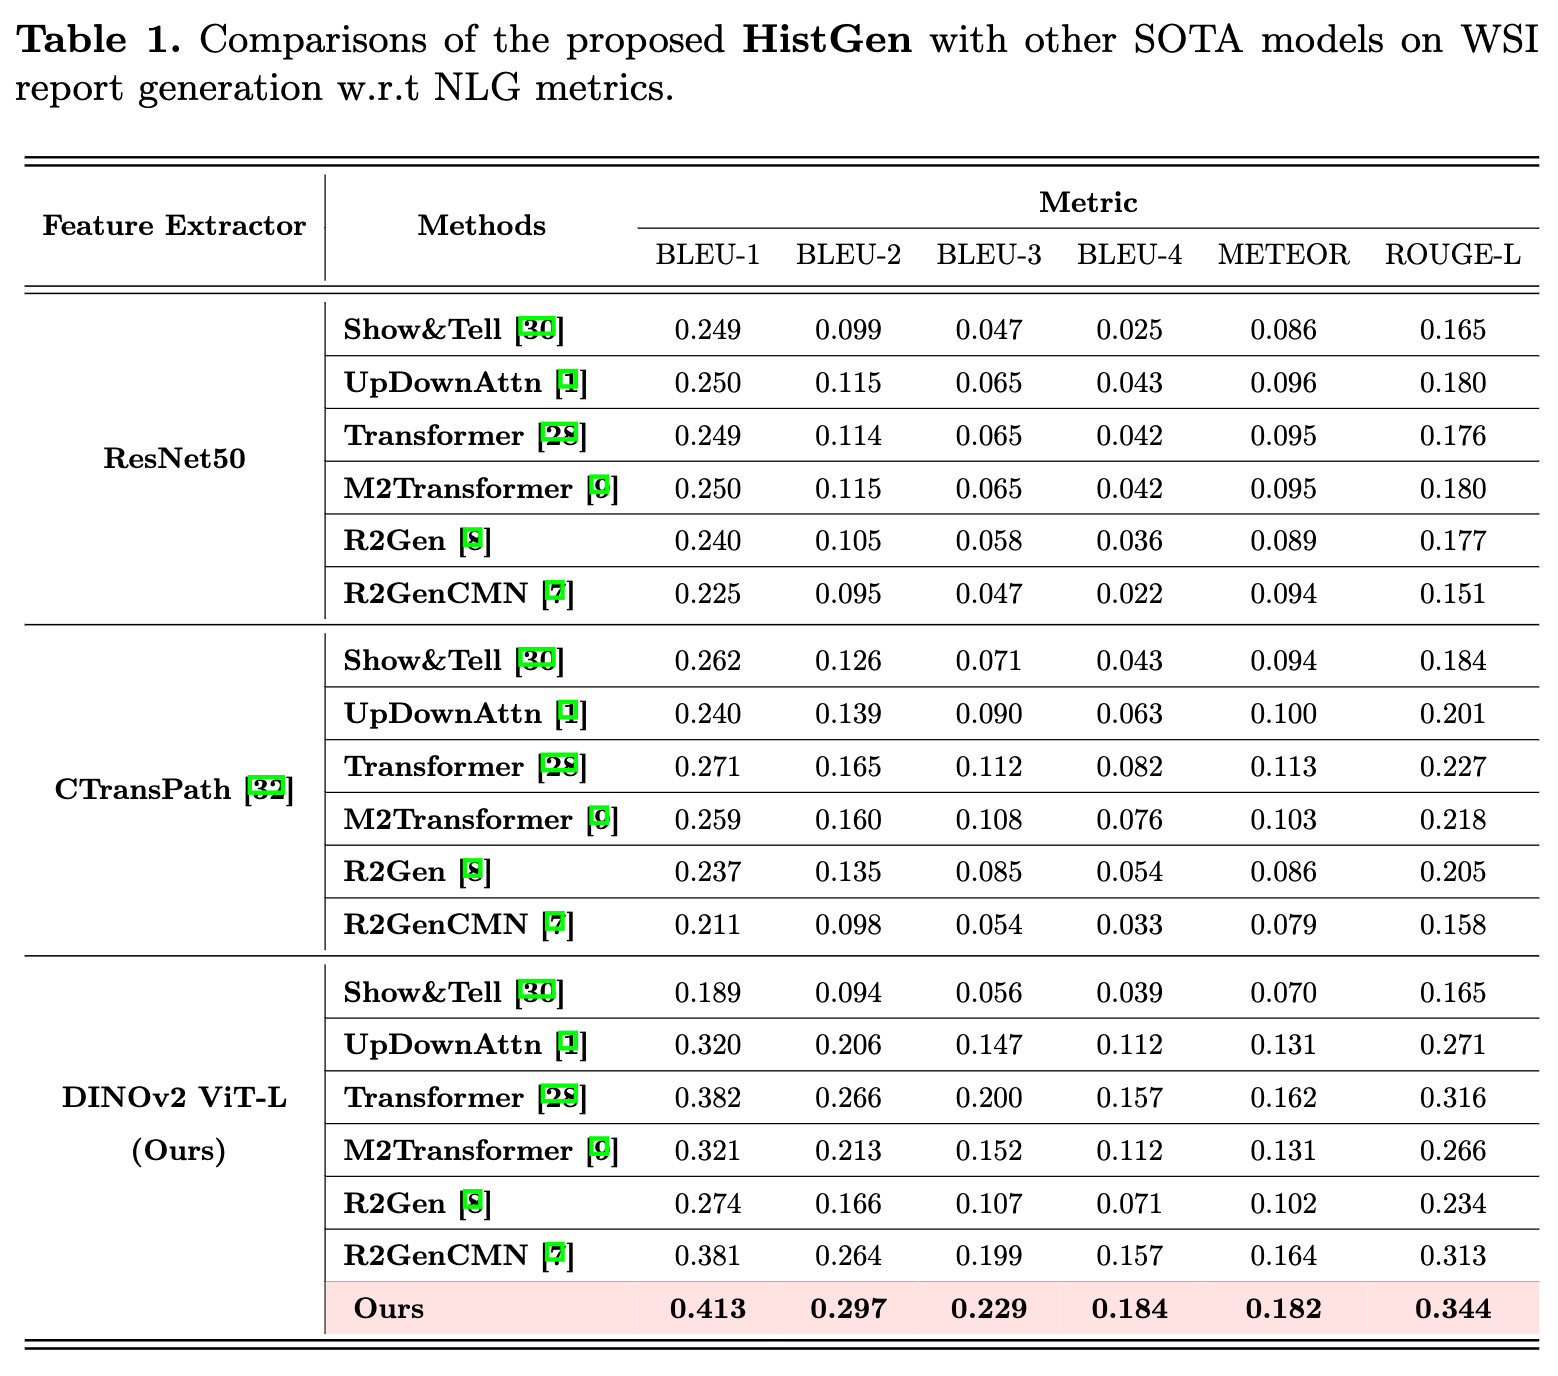 Table 1. Comparisons of the proposed HistGen with other SOTA models on WSI
report generation w.r.t NLG metrics.
Feature Extractor Methods Metric
BLEU-1 BLEU-2 BLEU-3 BLEU-4 METEOR ROUGE-L
ResNet50
Show&Tell [30] 0.249 0.099 0.047 0.025 0.086 0.165
UpDownAttn [1] 0.250 0.115 0.065 0.043 0.096 0.180
Transformer [28] 0.249 0.114 0.065 0.042 0.095 0.176
M2Transformer [9] 0.250 0.115 0.065 0.042 0.095 0.180
R2Gen [8] 0.240 0.105 0.058 0.036 0.089 0.177
R2GenCMN [7] 0.225 0.095 0.047 0.022 0.094 0.151
CTransPath [32]
Show&Tell [30] 0.262 0.126 0.071 0.043 0.094 0.184
UpDownAttn [1] 0.240 0.139 0.090 0.063 0.100 0.201
Transformer [28] 0.271 0.165 0.112 0.082 0.113 0.227
M2Transformer [9] 0.259 0.160 0.108 0.076 0.103 0.218
R2Gen [8] 0.237 0.135 0.085 0.054 0.086 0.205
R2GenCMN [7] 0.211 0.098 0.054 0.033 0.079 0.158
DINOv2 ViT-L
(Ours)
Show&Tell [30] 0.189 0.094 0.056 0.039 0.070 0.165
UpDownAttn [1] 0.320 0.206 0.147 0.112 0.131 0.271
Transformer [28] 0.382 0.266 0.200 0.157 0.162 0.316
M2Transformer [9] 0.321 0.213 0.152 0.112 0.131 0.266
R2Gen [8] 0.274 0.166 0.107 0.071 0.102 0.234
R2GenCMN [7] 0.381 0.264 0.199 0.157 0.164 0.313
Ours 0.413 0.297 0.229 0.184 0.182 0.344